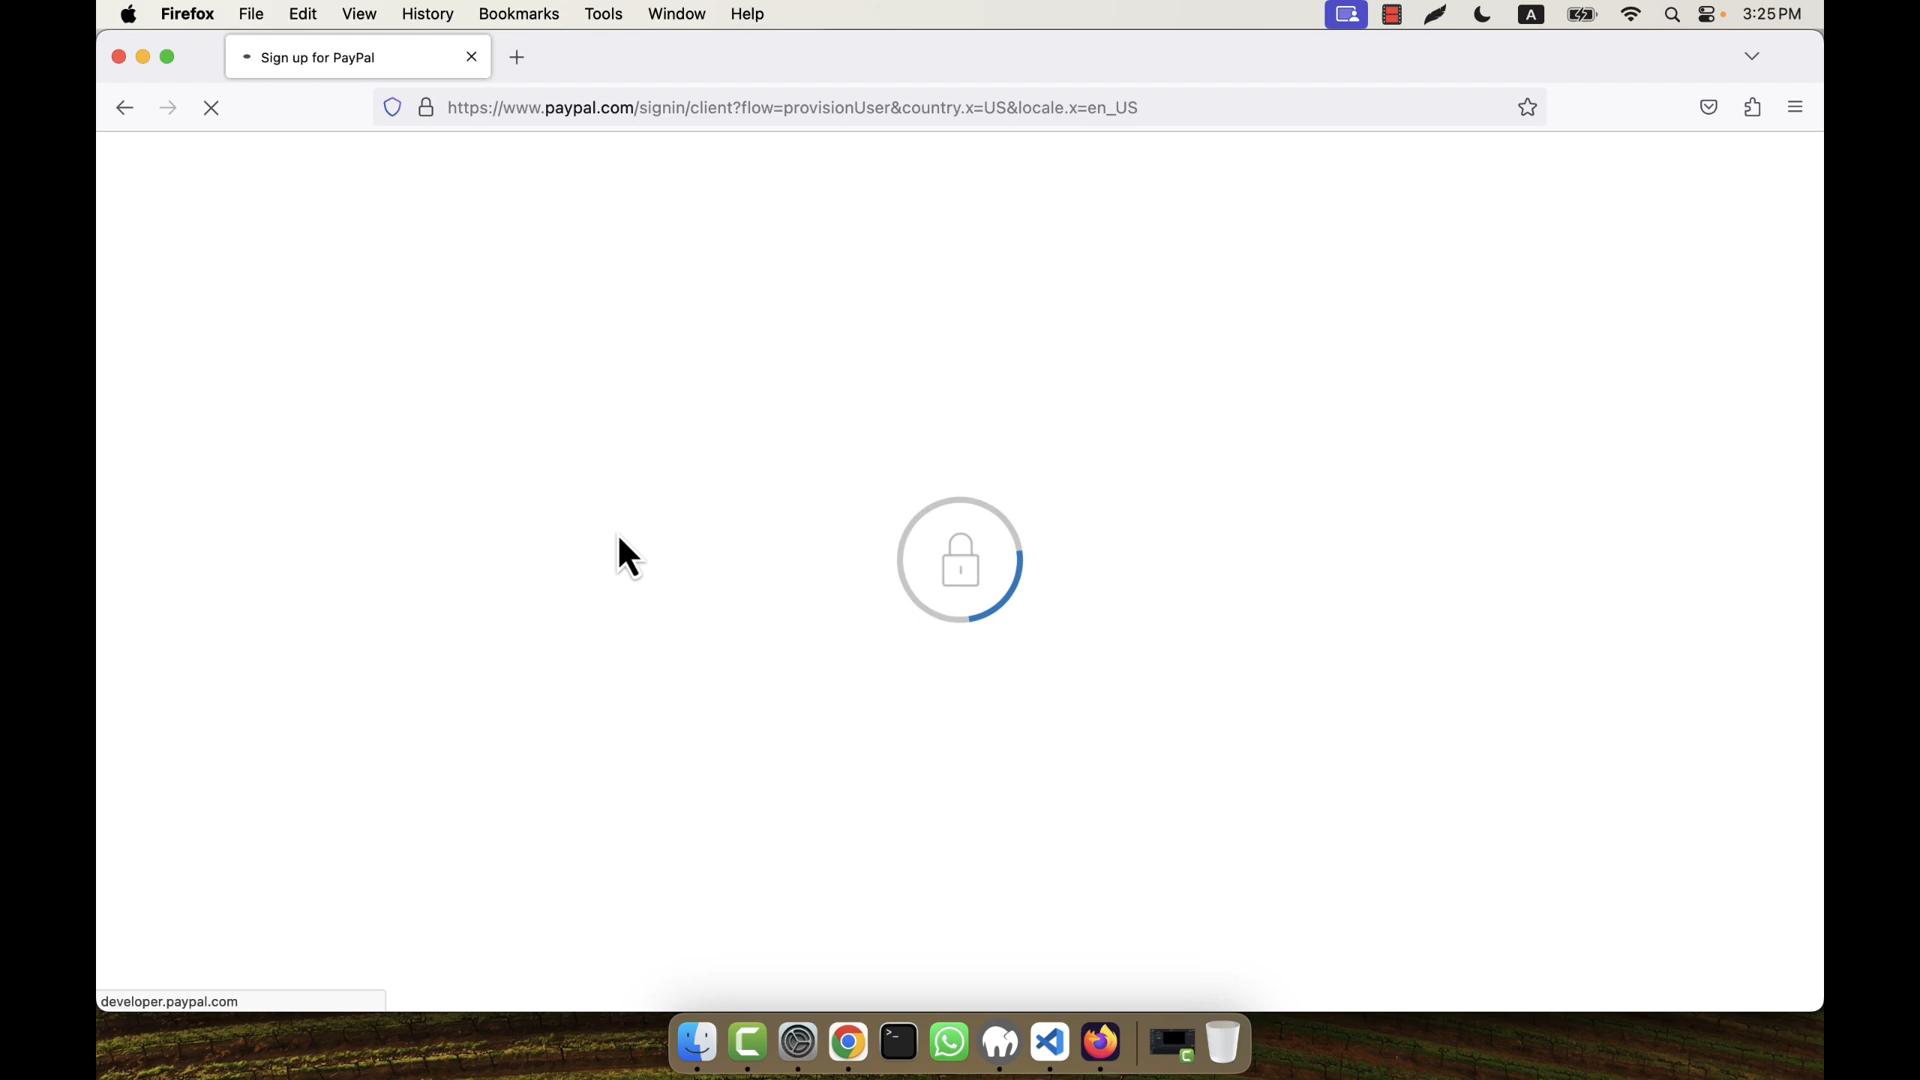 Firefox File Edit View History Bookmarks Tools Window Help A 3:25 PM
Sign up for PayPal
https://www.paypal.com/signin/client?flow=provisionUser&country.x=US&locale.x=en_US
developer.paypal.com